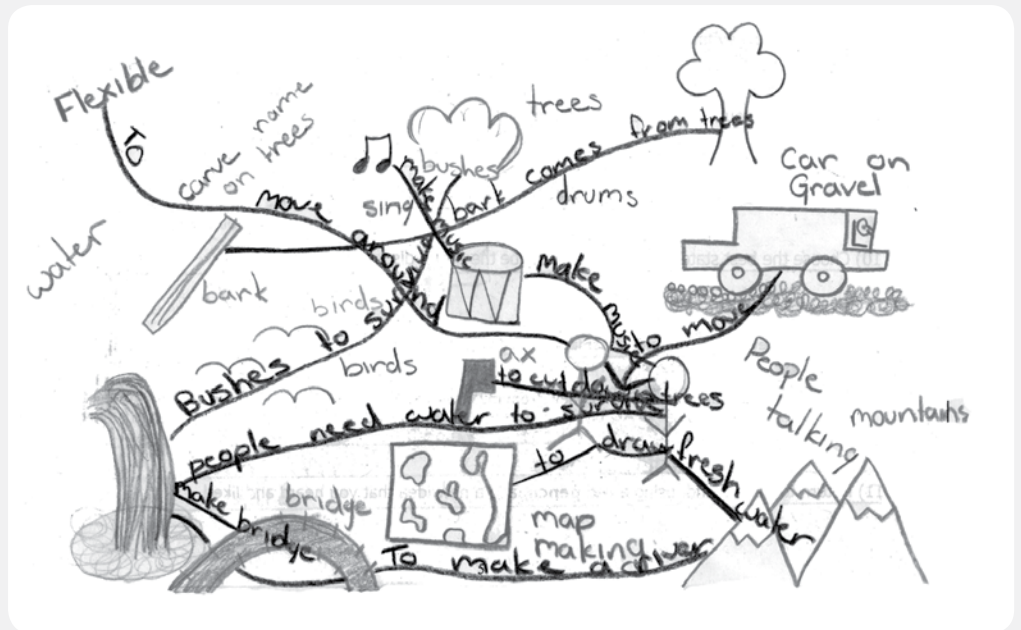 Flexible
To
move
around
carve name
on trees
trees
bushes
make
music
sing
bark
comes
from trees
drums
Car on
Gravel
water
bark
birds
birds
Bushes to survive
make
music
to move
ax
to cut down trees
People
talking
mountains
people need water to survive
to draw
fresh
water
make
bridge
bridge
map
making
To make a river